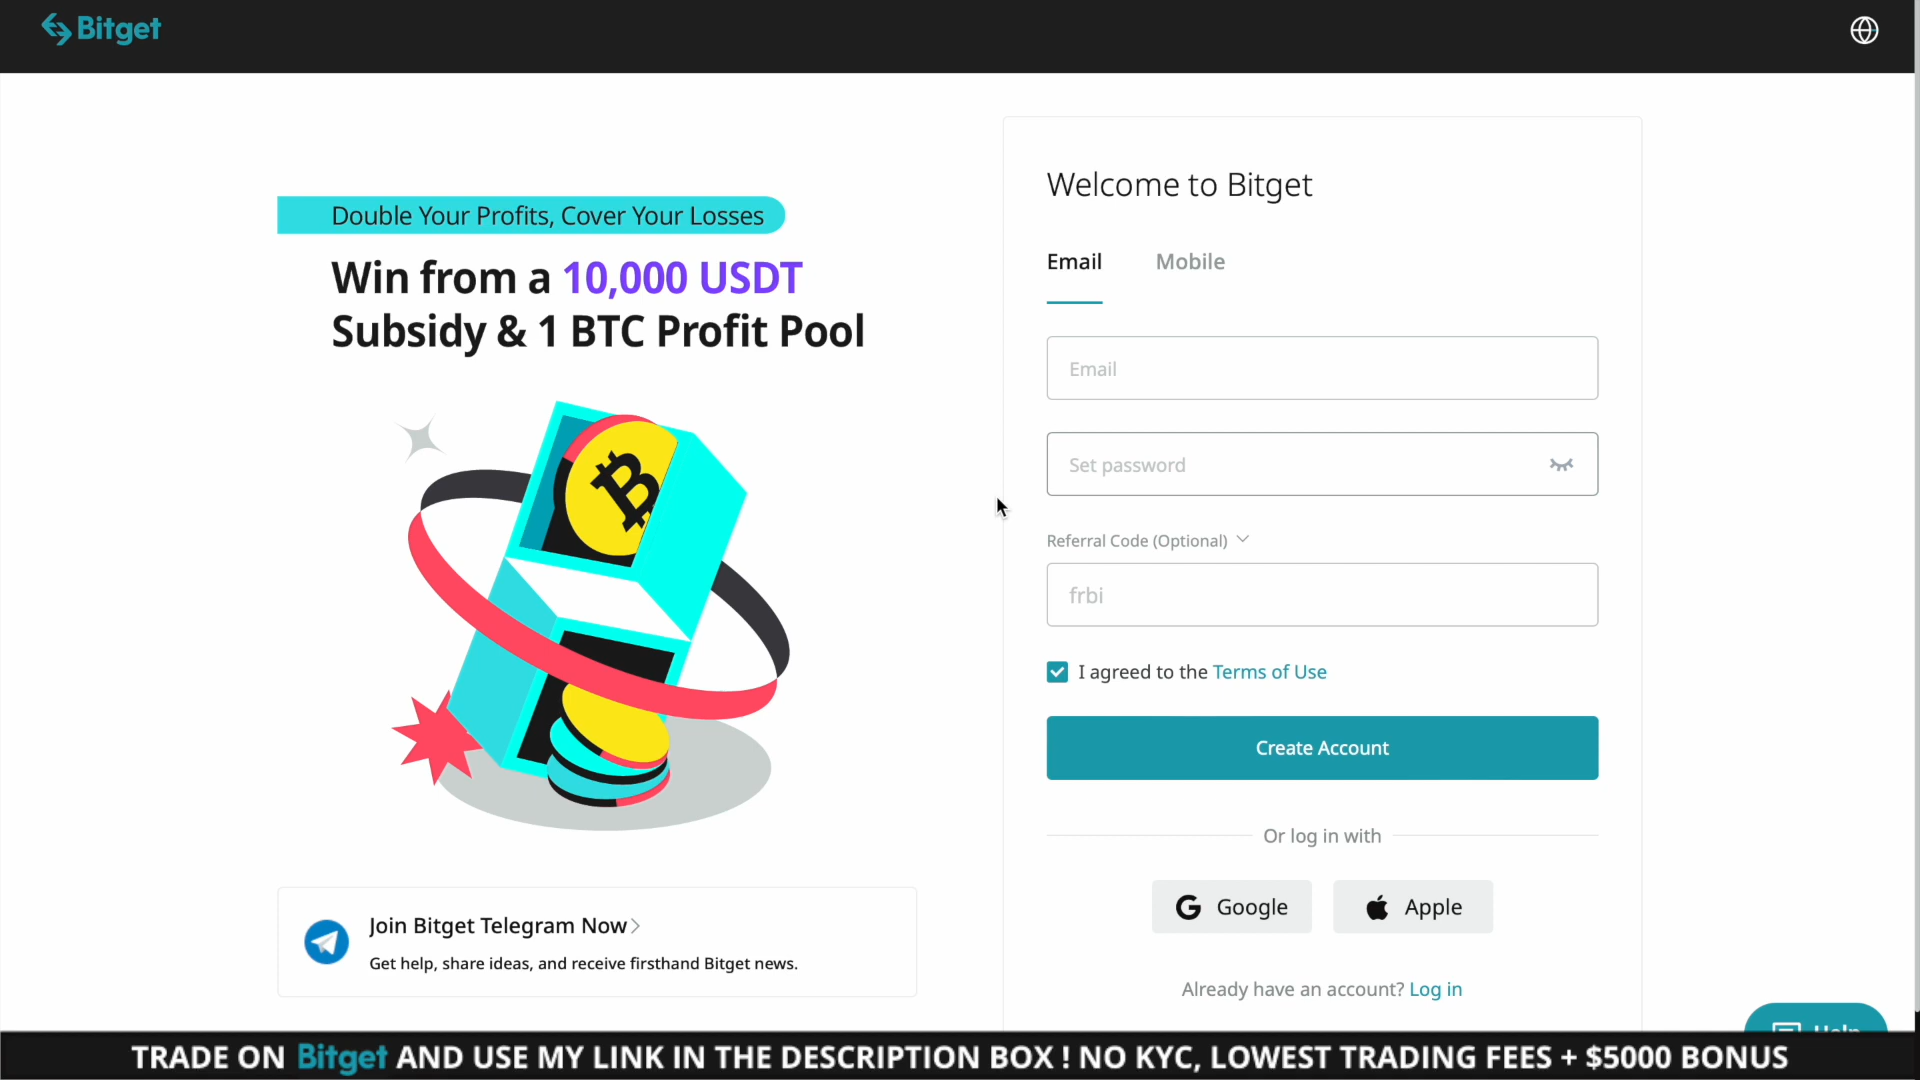 Bitget
Double Your Profits, Cover Your Losses
Win from a 10,000 USDT
Subsidy & 1 BTC Profit Pool
Join Bitget Telegram Now
Get help, share ideas, and receive firsthand Bitget news.
Welcome to Bitget
Email Mobile
Email
Set password
Referral Code (Optional)
frbi
I agreed to the Terms of Use
Create Account
Or log in with
Google Apple
Already have an account? Log in
Help
TRADE ON Bitget AND USE MY LINK IN THE DESCRIPTION BOX ! NO KYC, LOWEST TRADING FEES + $5000 BONUS